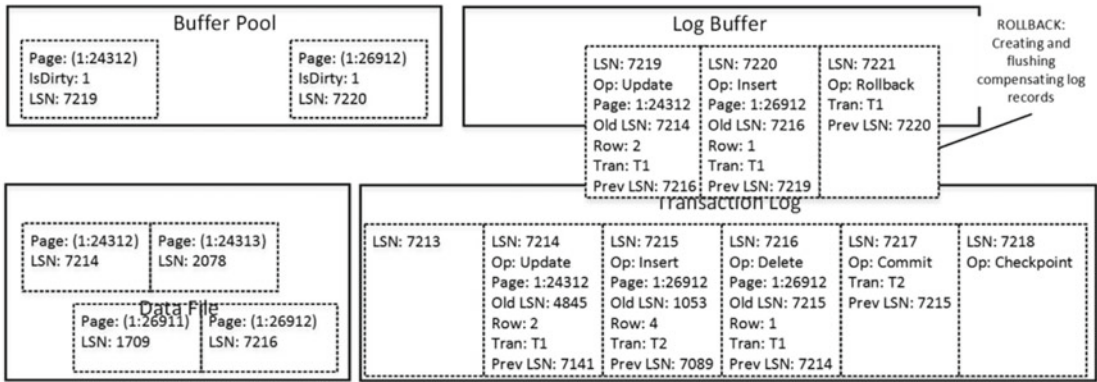 Buffer Pool
Page: (1:24312)
IsDirty: 1
LSN: 7219
Page: (1:26912)
IsDirty: 1
LSN: 7220
Log Buffer
LSN: 7219
Op: Update
Page: 1:24312
Old LSN: 7214
Row: 2
Tran: T1
Prev LSN: 7216
LSN: 7220
Op: Insert
Page: 1:26912
Old LSN: 7216
Row: 1
Tran: T1
Prev LSN: 7219
LSN: 7221
Op: Rollback
Tran: T1
Prev LSN: 7220
ROLLBACK:
Creating and
flushing
compensating log
records
Page: (1:24312)
LSN: 7214
Page: (1:24313)
LSN: 2078
Data File
Page: (1:26911)
LSN: 1709
Page: (1:26912)
LSN: 7216
Transaction Log
LSN: 7213
LSN: 7214
Op: Update
Page: 1:24312
Old LSN: 4845
Row: 2
Tran: T1
Prev LSN: 7141
LSN: 7215
Op: Insert
Page: 1:26912
Old LSN: 1053
Row: 4
Tran: T2
Prev LSN: 7089
LSN: 7216
Op: Delete
Page: 1:26912
Old LSN: 7215
Row: 1
Tran: T1
Prev LSN: 7214
LSN: 7217
Op: Commit
Tran: T2
Prev LSN: 7215
LSN: 7218
Op: Checkpoint